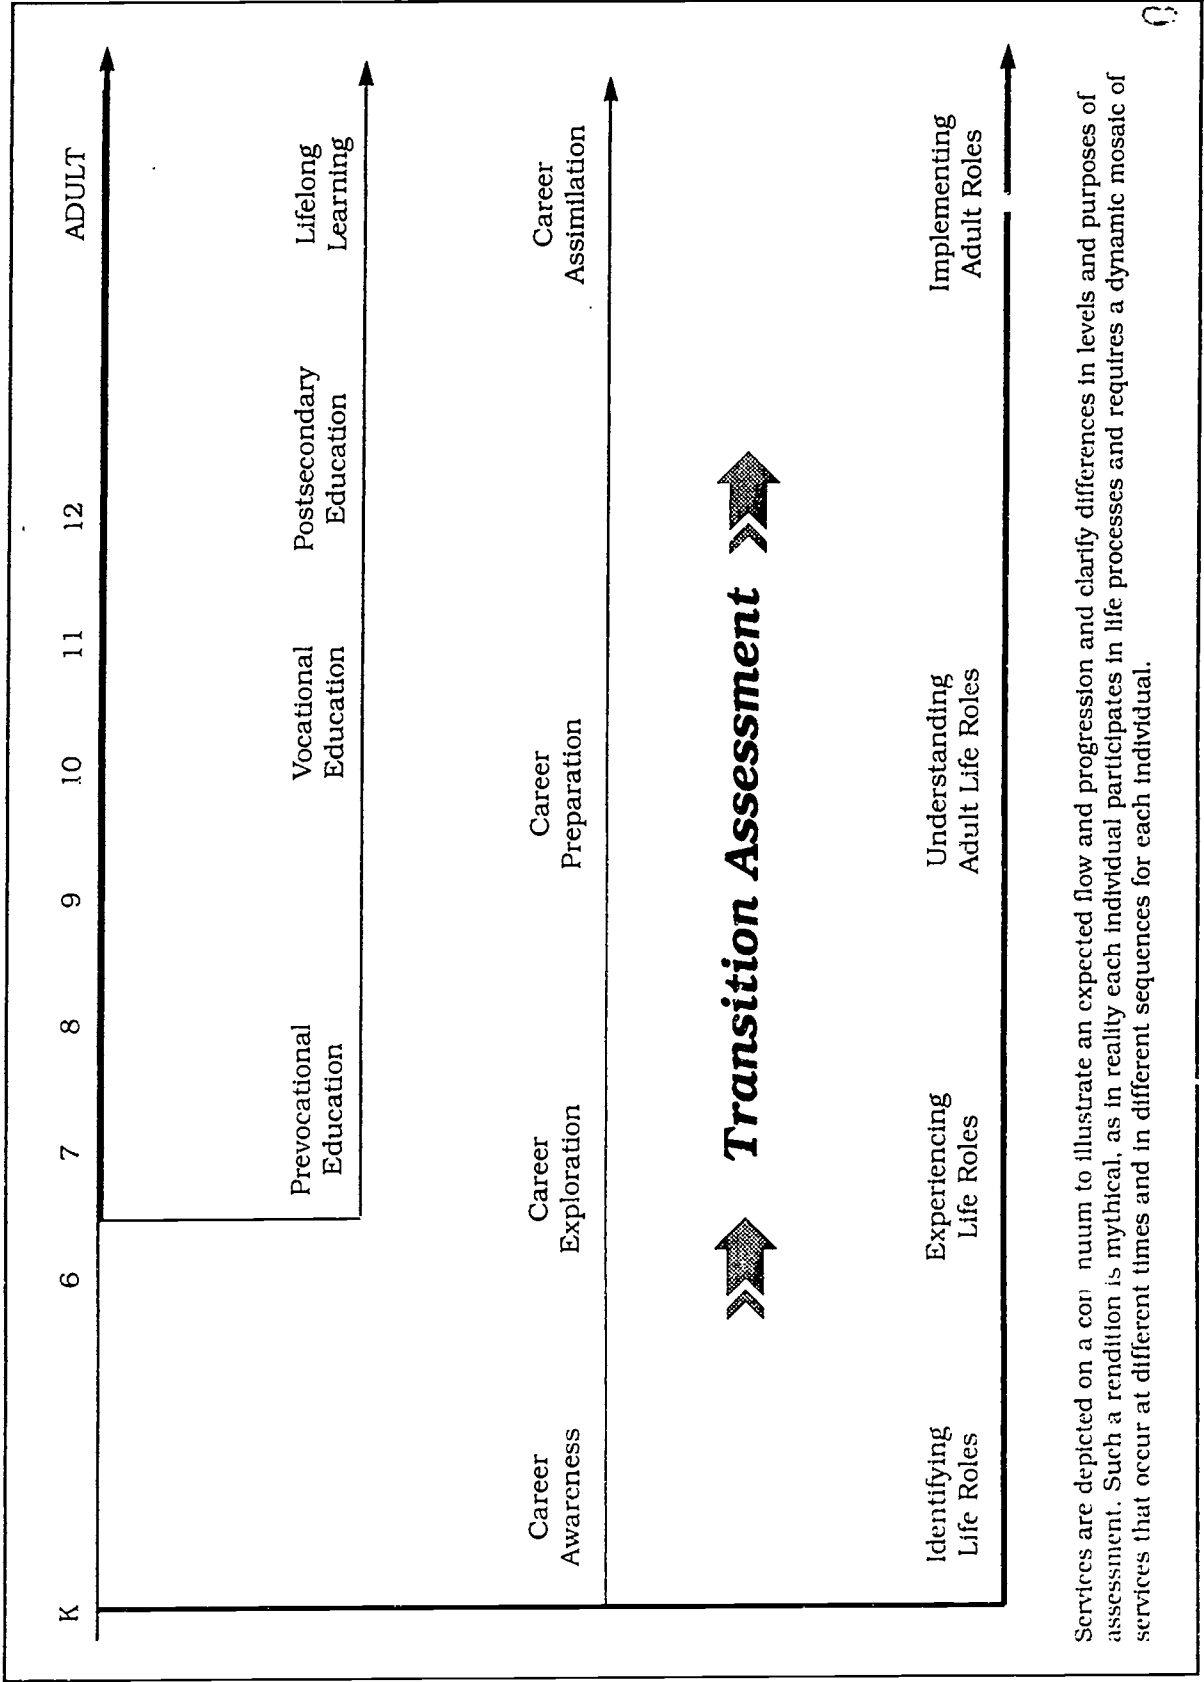 K 6 7 8 9 10 11 12 ADULT
Prevocational
Education
Vocational
Education
Postsecondary
Education
Lifelong
Learning
Career
Awareness
Career
Exploration
Career
Preparation
Career
Assimilation
Transition Assessment
Identifying
Life Roles
Experiencing
Life Roles
Understanding
Adult Life Roles
Implementing
Adult Roles
Services are depicted on a con nuum to illustrate an expected flow and progression and clarify differences in levels and purposes of
assessment. Such a rendition is mythical, as in reality each individual participates in life processes and requires a dynamic mosaic of
services that occur at different times and in different sequences for each individual.